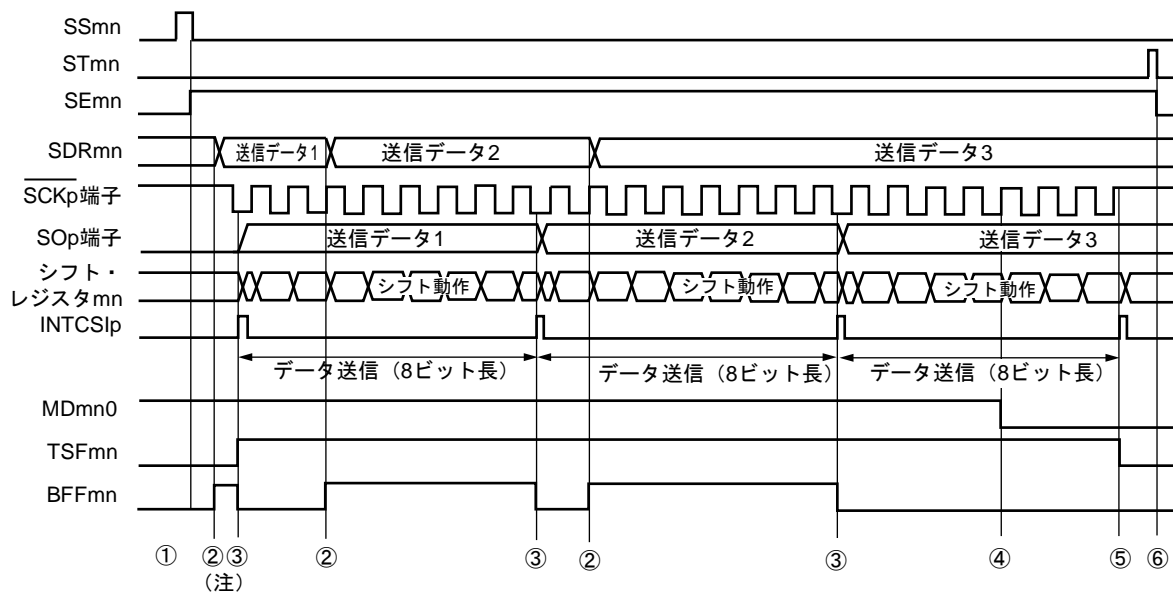 SSmn
STmn
SEmn
SDRmn 送信データ1 送信データ2 送信データ3
SCKp端子
SOp端子 送信データ1 送信データ2 送信データ3
シフト・
レジスタmn シフト動作 シフト動作 シフト動作
INTCSIp
データ送信（8ビット長） データ送信（8ビット長） データ送信（8ビット長）
MDmn0
TSFmn
BFFmn
① ② ③ ② ③ ② ③ ④ ⑤ ⑥
（注）